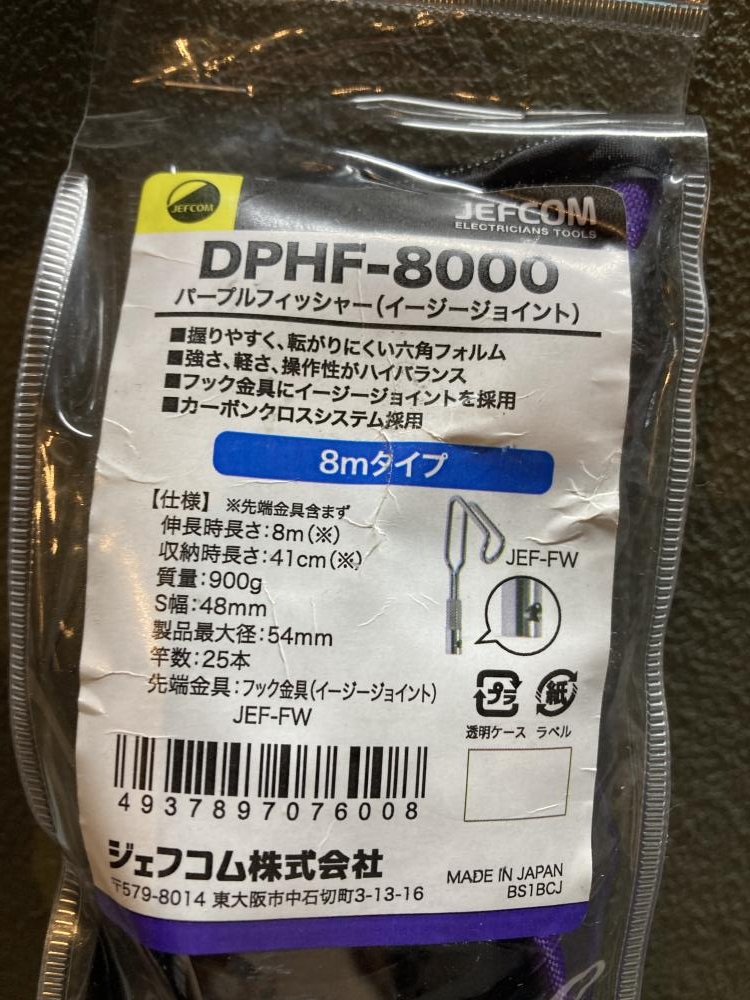 JEFCOM
JEFCOM
ELECTRICIANS TOOLS
DPHF-8000
パープルフィッシャー(イージージョイント)
■握りやすく、転がりにくい六角フォルム
■強さ、軽さ、操作性がハイバランス
■フック金具にイージージョイントを採用
■カーボンクロスシステム採用
8mタイプ
【仕様】 ※先端金具含まず
伸長時長さ:8m(※)
収納時長さ:41cm(※)
質量:900g
S幅:48mm
製品最大径:54mm
竿数:25本
先端金具:フック金具(イージージョイント)
JEF-FW
JEF-FW
プラ 紙
透明ケース ラベル
4937897076008
ジェフコム株式会社
〒579-8014 東大阪市中石切町3-13-16
MADE IN JAPAN
BS1BCJ